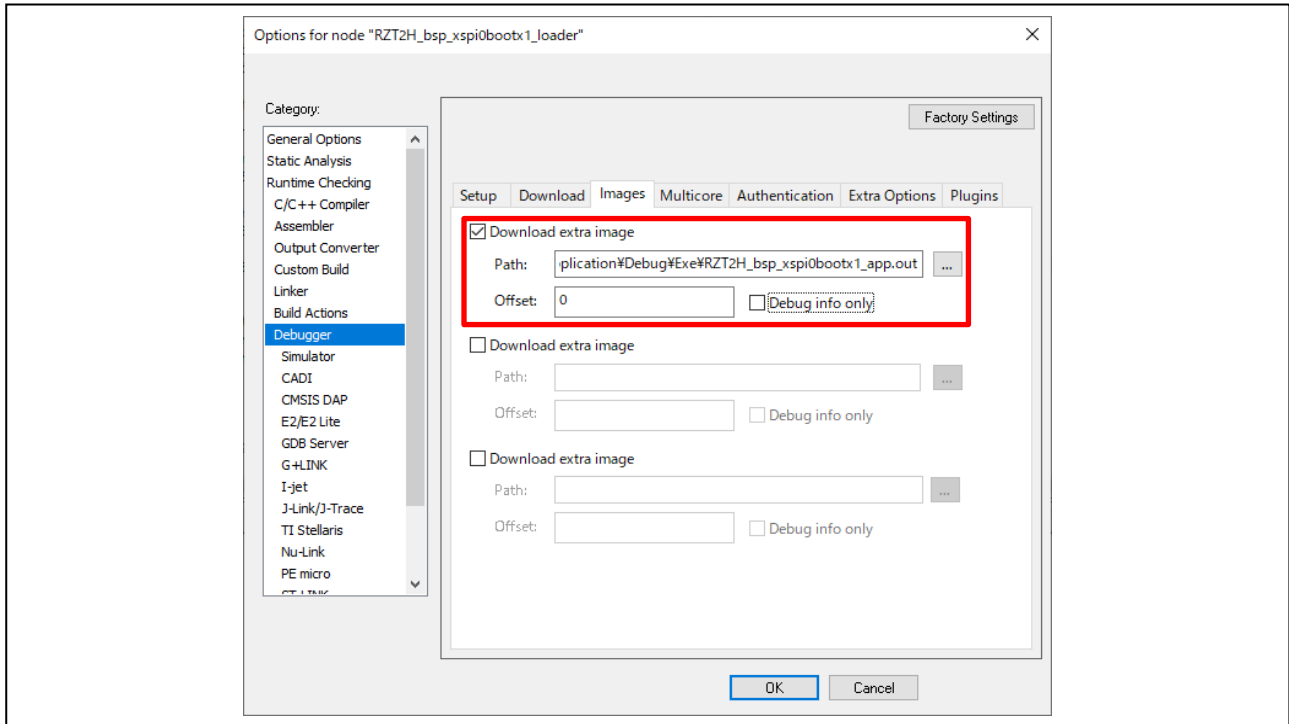 Options for node "RZT2H_bsp_xspi0bootx1_loader"
Category:
General Options
Static Analysis
Runtime Checking
C/C++ Compiler
Assembler
Output Converter
Custom Build
Linker
Build Actions
Debugger
Simulator
CADI
CMSIS DAP
E2/E2 Lite
GDB Server
G+LINK
I-jet
J-Link/J-Trace
TI Stellaris
Nu-Link
PE micro
ST-LINK
Factory Settings
Setup Download Images Multicore Authentication Extra Options Plugins
Download extra image
Path: plication¥Debug¥Exe¥RZT2H_bsp_xspi0bootx1_app.out ...
Offset: 0 Debug info only
Download extra image
Path: ...
Offset: Debug info only
Download extra image
Path: ...
Offset: Debug info only
OK Cancel